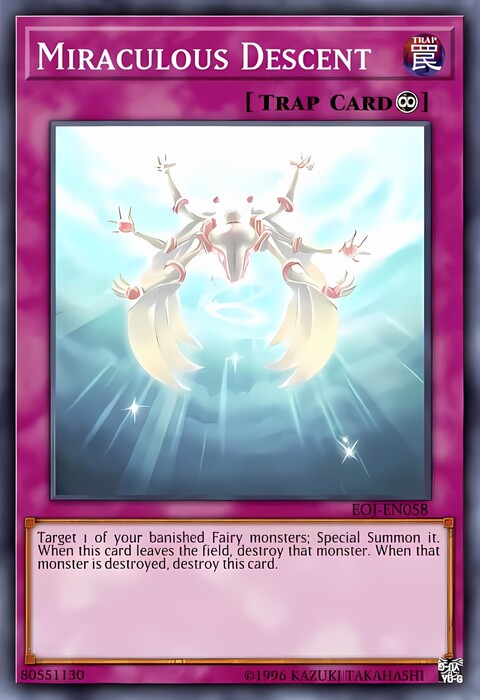 MIRACULOUS DESCENT
TRAP
罠
[TRAP CARD♾]
EOJ-EN058
Target 1 of your banished Fairy monsters; Special Summon it.
When this card leaves the field, destroy that monster. When that
monster is destroyed, destroy this card.
80551130
©1996 KAZUKI TAKAHASHI